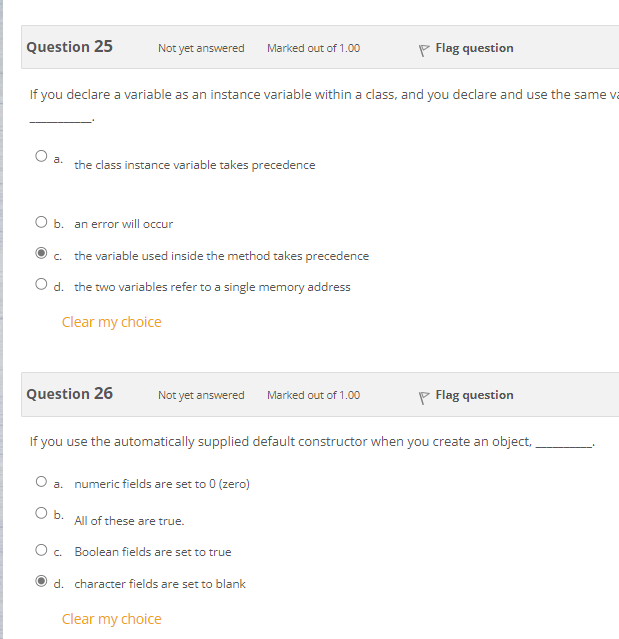 Question 25 Not yet answered Marked out of 1.00 Flag question
If you declare a variable as an instance variable within a class, and you declare and use the same
___________.
a. the class instance variable takes precedence
b. an error will occur
c. the variable used inside the method takes precedence
d. the two variables refer to a single memory address
Clear my choice
Question 26 Not yet answered Marked out of 1.00 Flag question
If you use the automatically supplied default constructor when you create an object, __________.
a. numeric fields are set to 0 (zero)
b. All of these are true.
c. Boolean fields are set to true
d. character fields are set to blank
Clear my choice